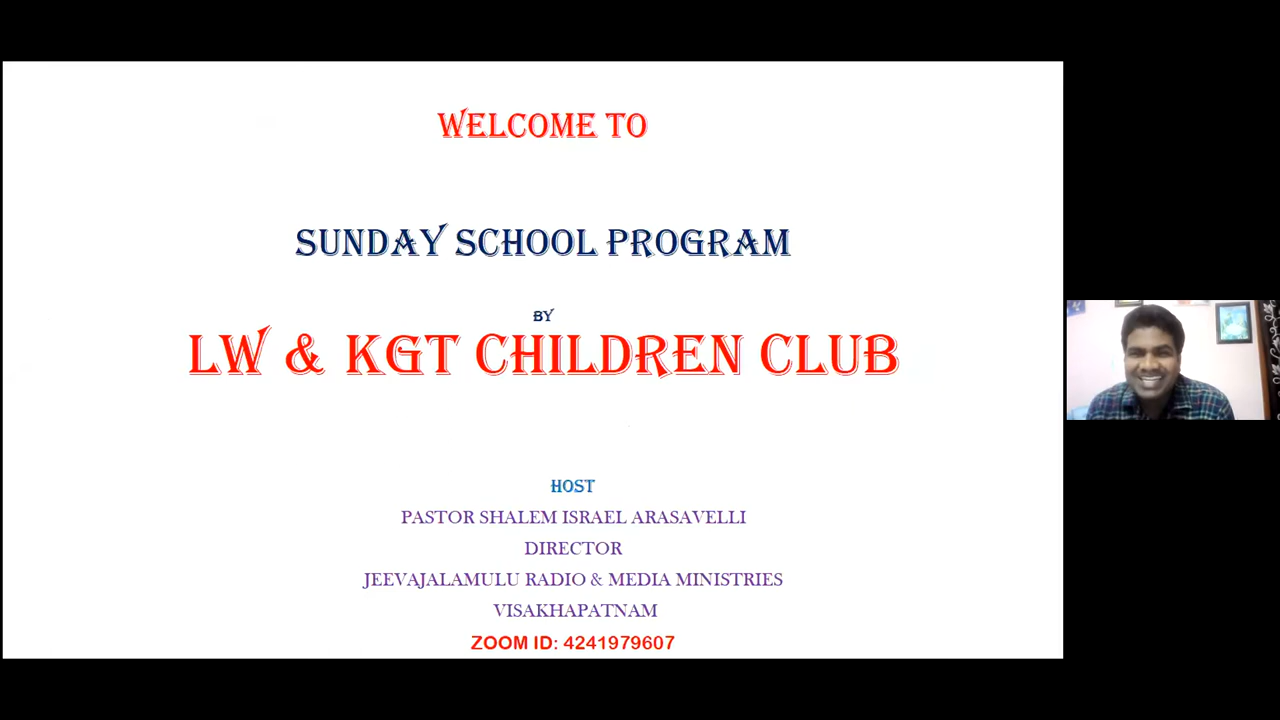 WELCOME TO
SUNDAY SCHOOL PROGRAM
BY
LW & KGT CHILDREN CLUB
HOST
PASTOR SHALEM ISRAEL ARASAVELLI
DIRECTOR
JEEVAJALAMULU RADIO & MEDIA MINISTRIES
VISAKHAPATNAM
ZOOM ID: 4241979607